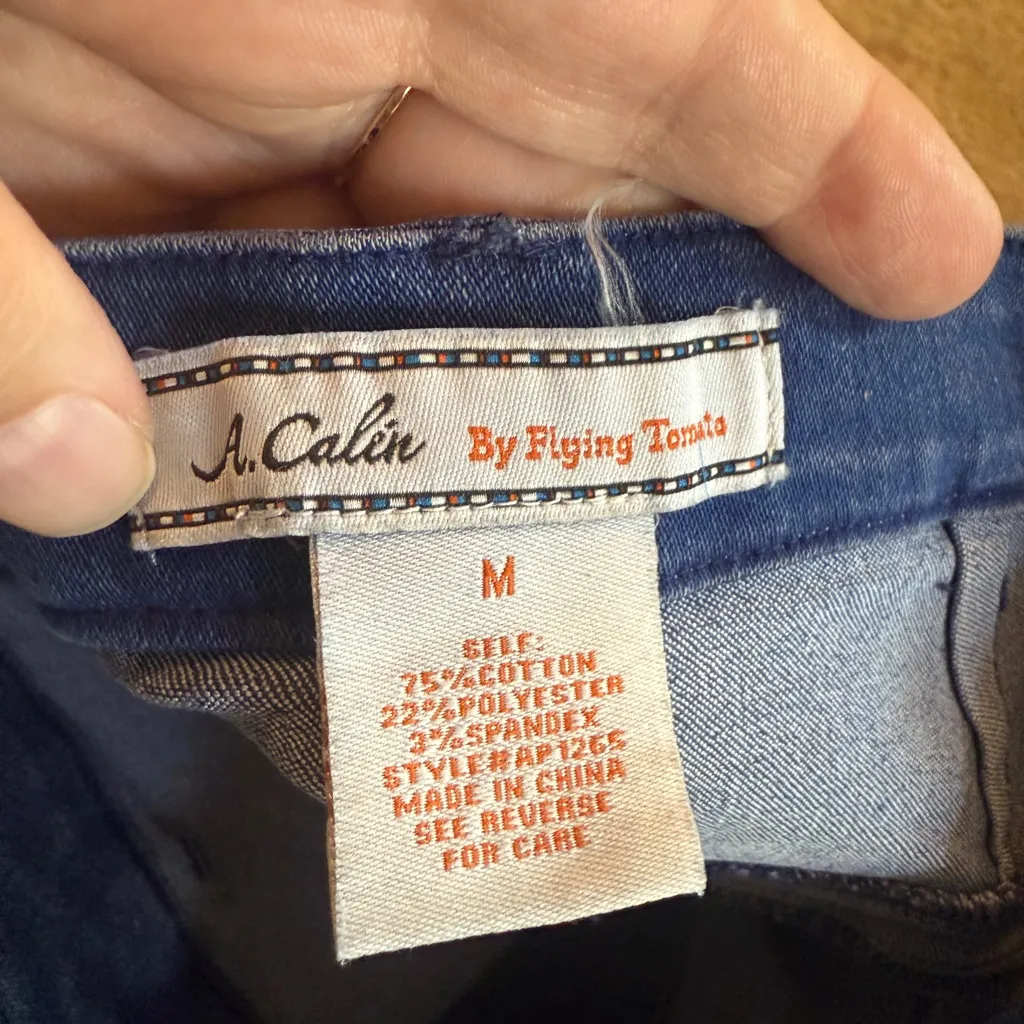 A. Calin By Flying Tomato
M
SELF:
75%COTTON
22%POLYESTER
3%SPANDEX
STYLE#AP1265
MADE IN CHINA
SEE REVERSE
FOR CARE